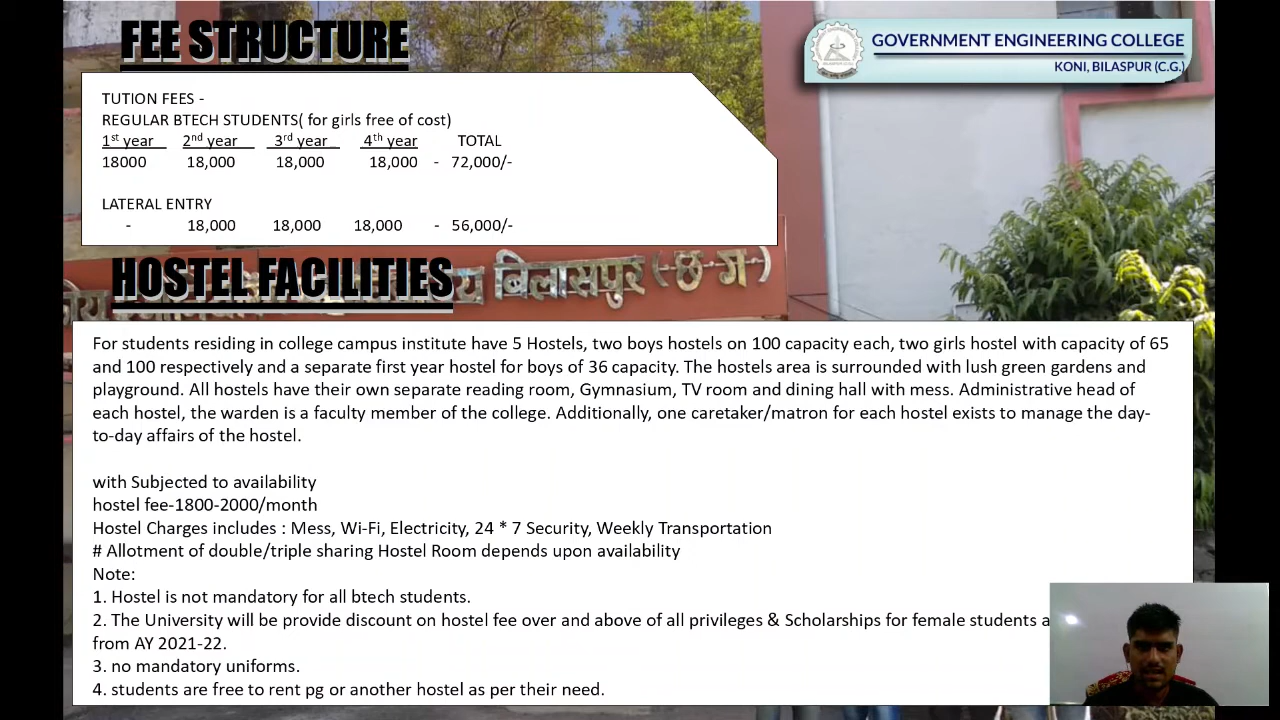 FEE STRUCTURE
GOVERNMENT ENGINEERING COLLEGE
KONI, BILASPUR (C.G.)
TUTION FEES -
REGULAR BTECH STUDENTS( for girls free of cost)
1st year 2nd year 3rd year 4th year TOTAL
18000 18,000 18,000 18,000 - 72,000/-
LATERAL ENTRY
- 18,000 18,000 18,000 - 56,000/-
HOSTEL FACILITIES
बिलासपुर (छ ग)
For students residing in college campus institute have 5 Hostels, two boys hostels on 100 capacity each, two girls hostel with capacity of 65
and 100 respectively and a separate first year hostel for boys of 36 capacity. The hostels area is surrounded with lush green gardens and
playground. All hostels have their own separate reading room, Gymnasium, TV room and dining hall with mess. Administrative head of
each hostel, the warden is a faculty member of the college. Additionally, one caretaker/matron for each hostel exists to manage the day-
to-day affairs of the hostel.
with Subjected to availability
hostel fee-1800-2000/month
Hostel Charges includes : Mess, Wi-Fi, Electricity, 24 * 7 Security, Weekly Transportation
# Allotment of double/triple sharing Hostel Room depends upon availability
Note:
1. Hostel is not mandatory for all btech students.
2. The University will be provide discount on hostel fee over and above of all privileges & Scholarships for female students
from AY 2021-22.
3. no mandatory uniforms.
4. students are free to rent pg or another hostel as per their need.